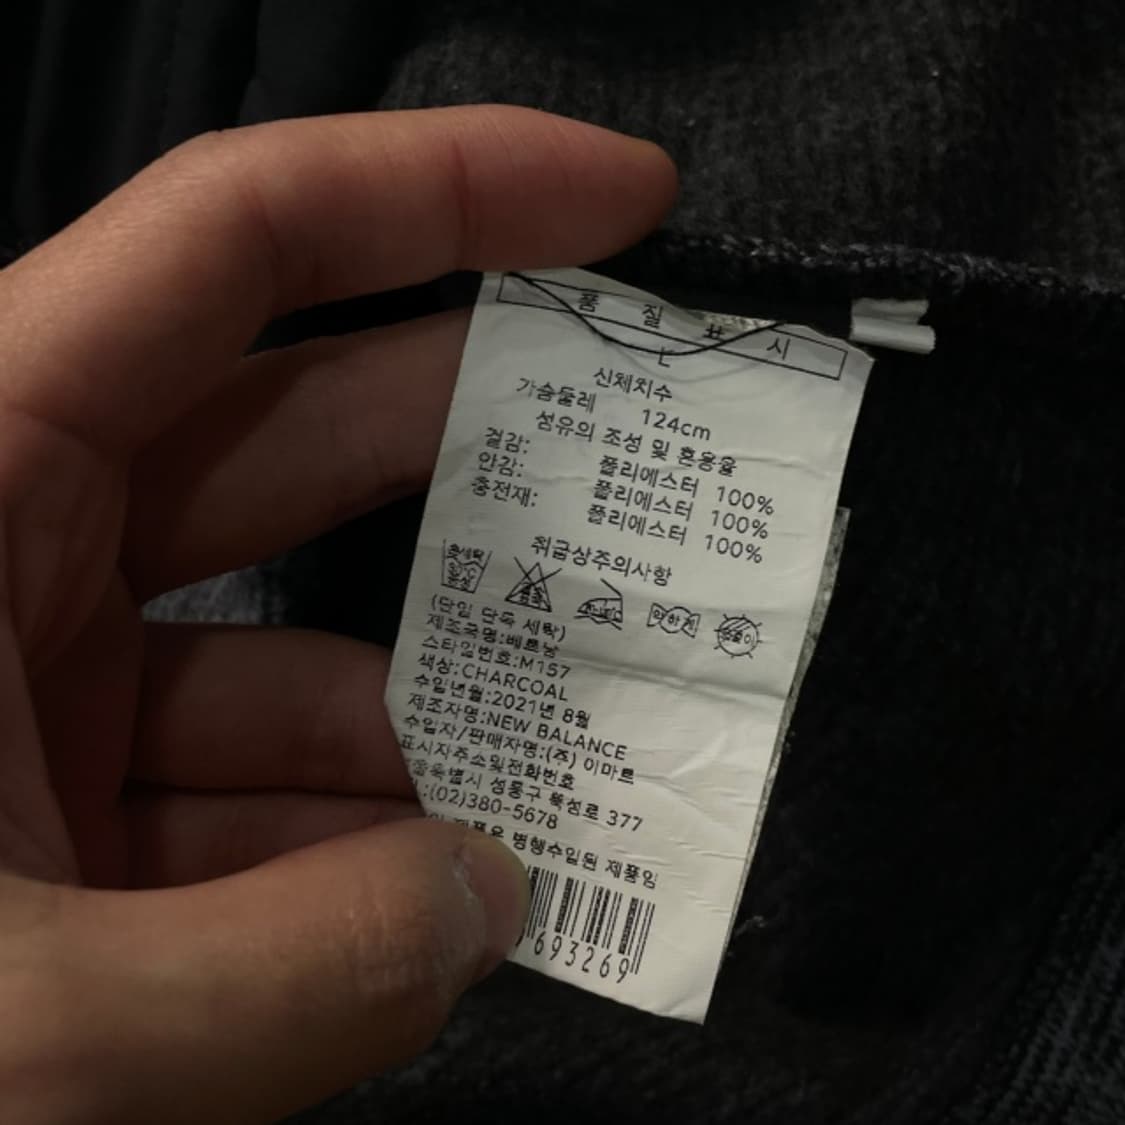 품 질 표 시
L
신체치수
가슴둘레 124cm
섬유의 조성 및 혼용율
겉감: 폴리에스터 100%
안감: 폴리에스터 100%
충전재: 폴리에스터 100%
취급상주의사항
약하게
(단일 단독 세탁)
제조국명:베트남
스타일번호:M157
색상:CHARCOAL
수입년월:2021년 8월
제조자명:NEW BALANCE
수입자/판매자명:(주) 이마트
표시자주소및전화번호
울특별시 성동구 뚝섬로 377
.:(02)380-5678
제품은 병행수입된 제품임
693269